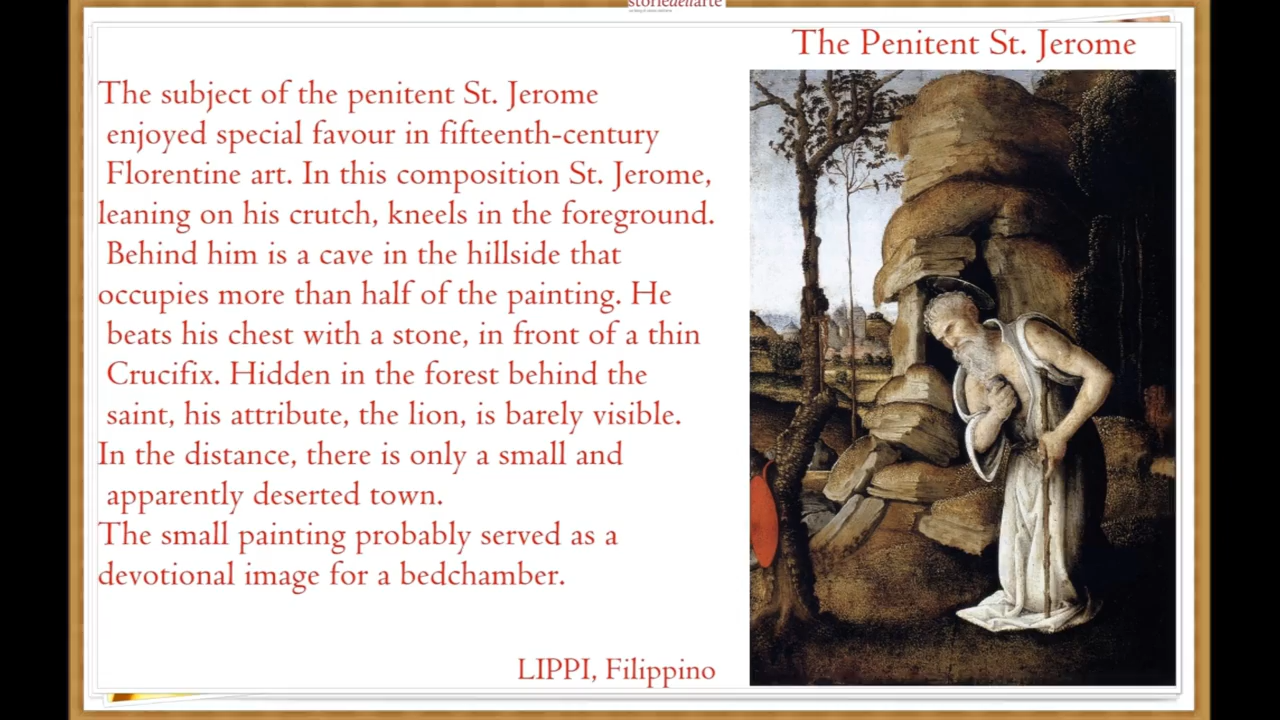 storiedell'arte
The Penitent St. Jerome
The subject of the penitent St. Jerome
enjoyed special favour in fifteenth-century
Florentine art. In this composition St. Jerome,
leaning on his crutch, kneels in the foreground.
Behind him is a cave in the hillside that
occupies more than half of the painting. He
beats his chest with a stone, in front of a thin
Crucifix. Hidden in the forest behind the
saint, his attribute, the lion, is barely visible.
In the distance, there is only a small and
apparently deserted town.
The small painting probably served as a
devotional image for a bedchamber.
LIPPI, Filippino